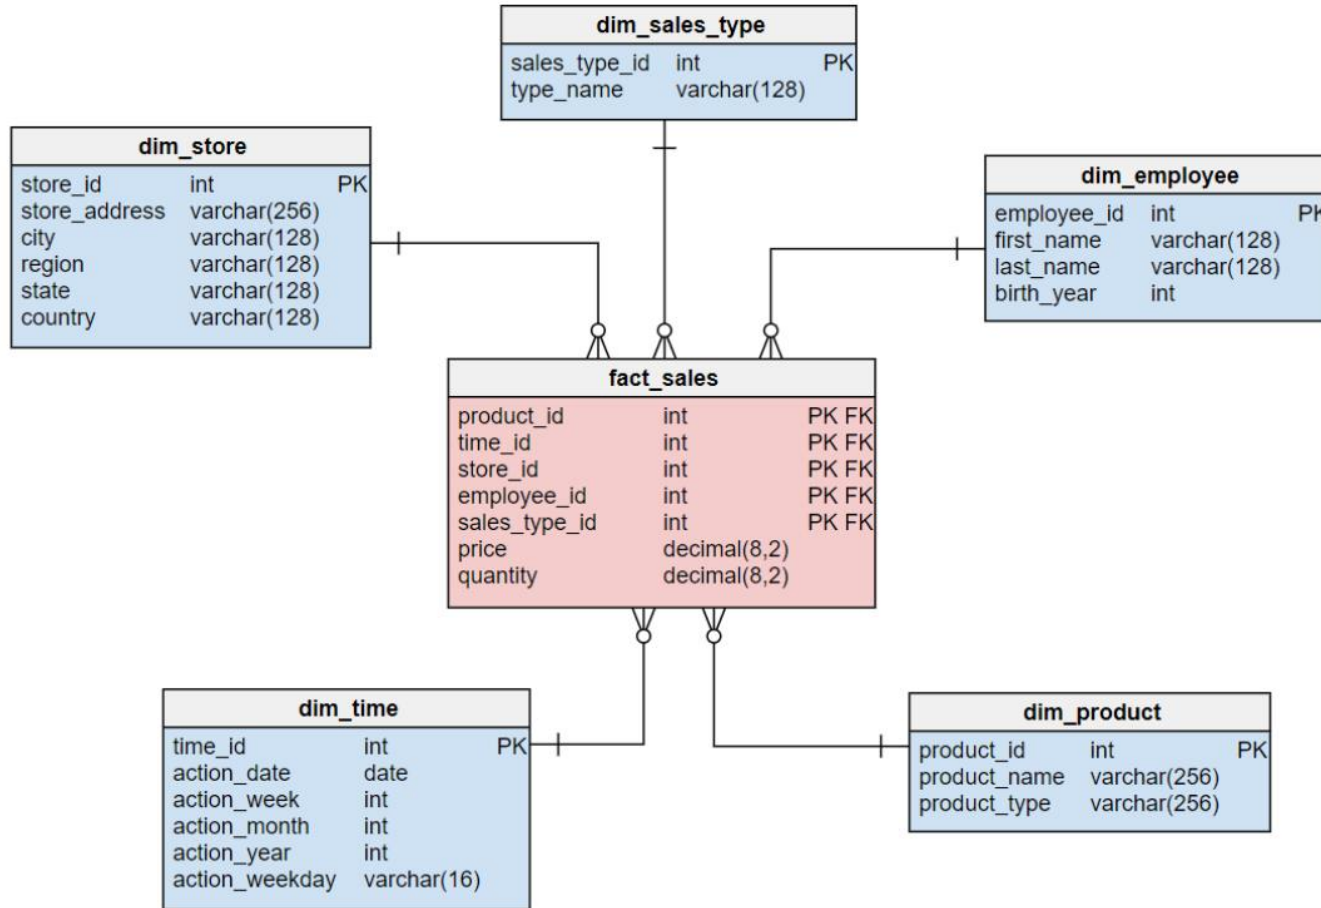 dim_sales_type
sales_type_id int PK
type_name varchar(128)
dim_store
store_id int PK
store_address varchar(256)
city varchar(128)
region varchar(128)
state varchar(128)
country varchar(128)
dim_employee
employee_id int PK
first_name varchar(128)
last_name varchar(128)
birth_year int
fact_sales
product_id int PK FK
time_id int PK FK
store_id int PK FK
employee_id int PK FK
sales_type_id int PK FK
price decimal(8,2)
quantity decimal(8,2)
dim_time
time_id int PK
action_date date
action_week int
action_month int
action_year int
action_weekday varchar(16)
dim_product
product_id int PK
product_name varchar(256)
product_type varchar(256)